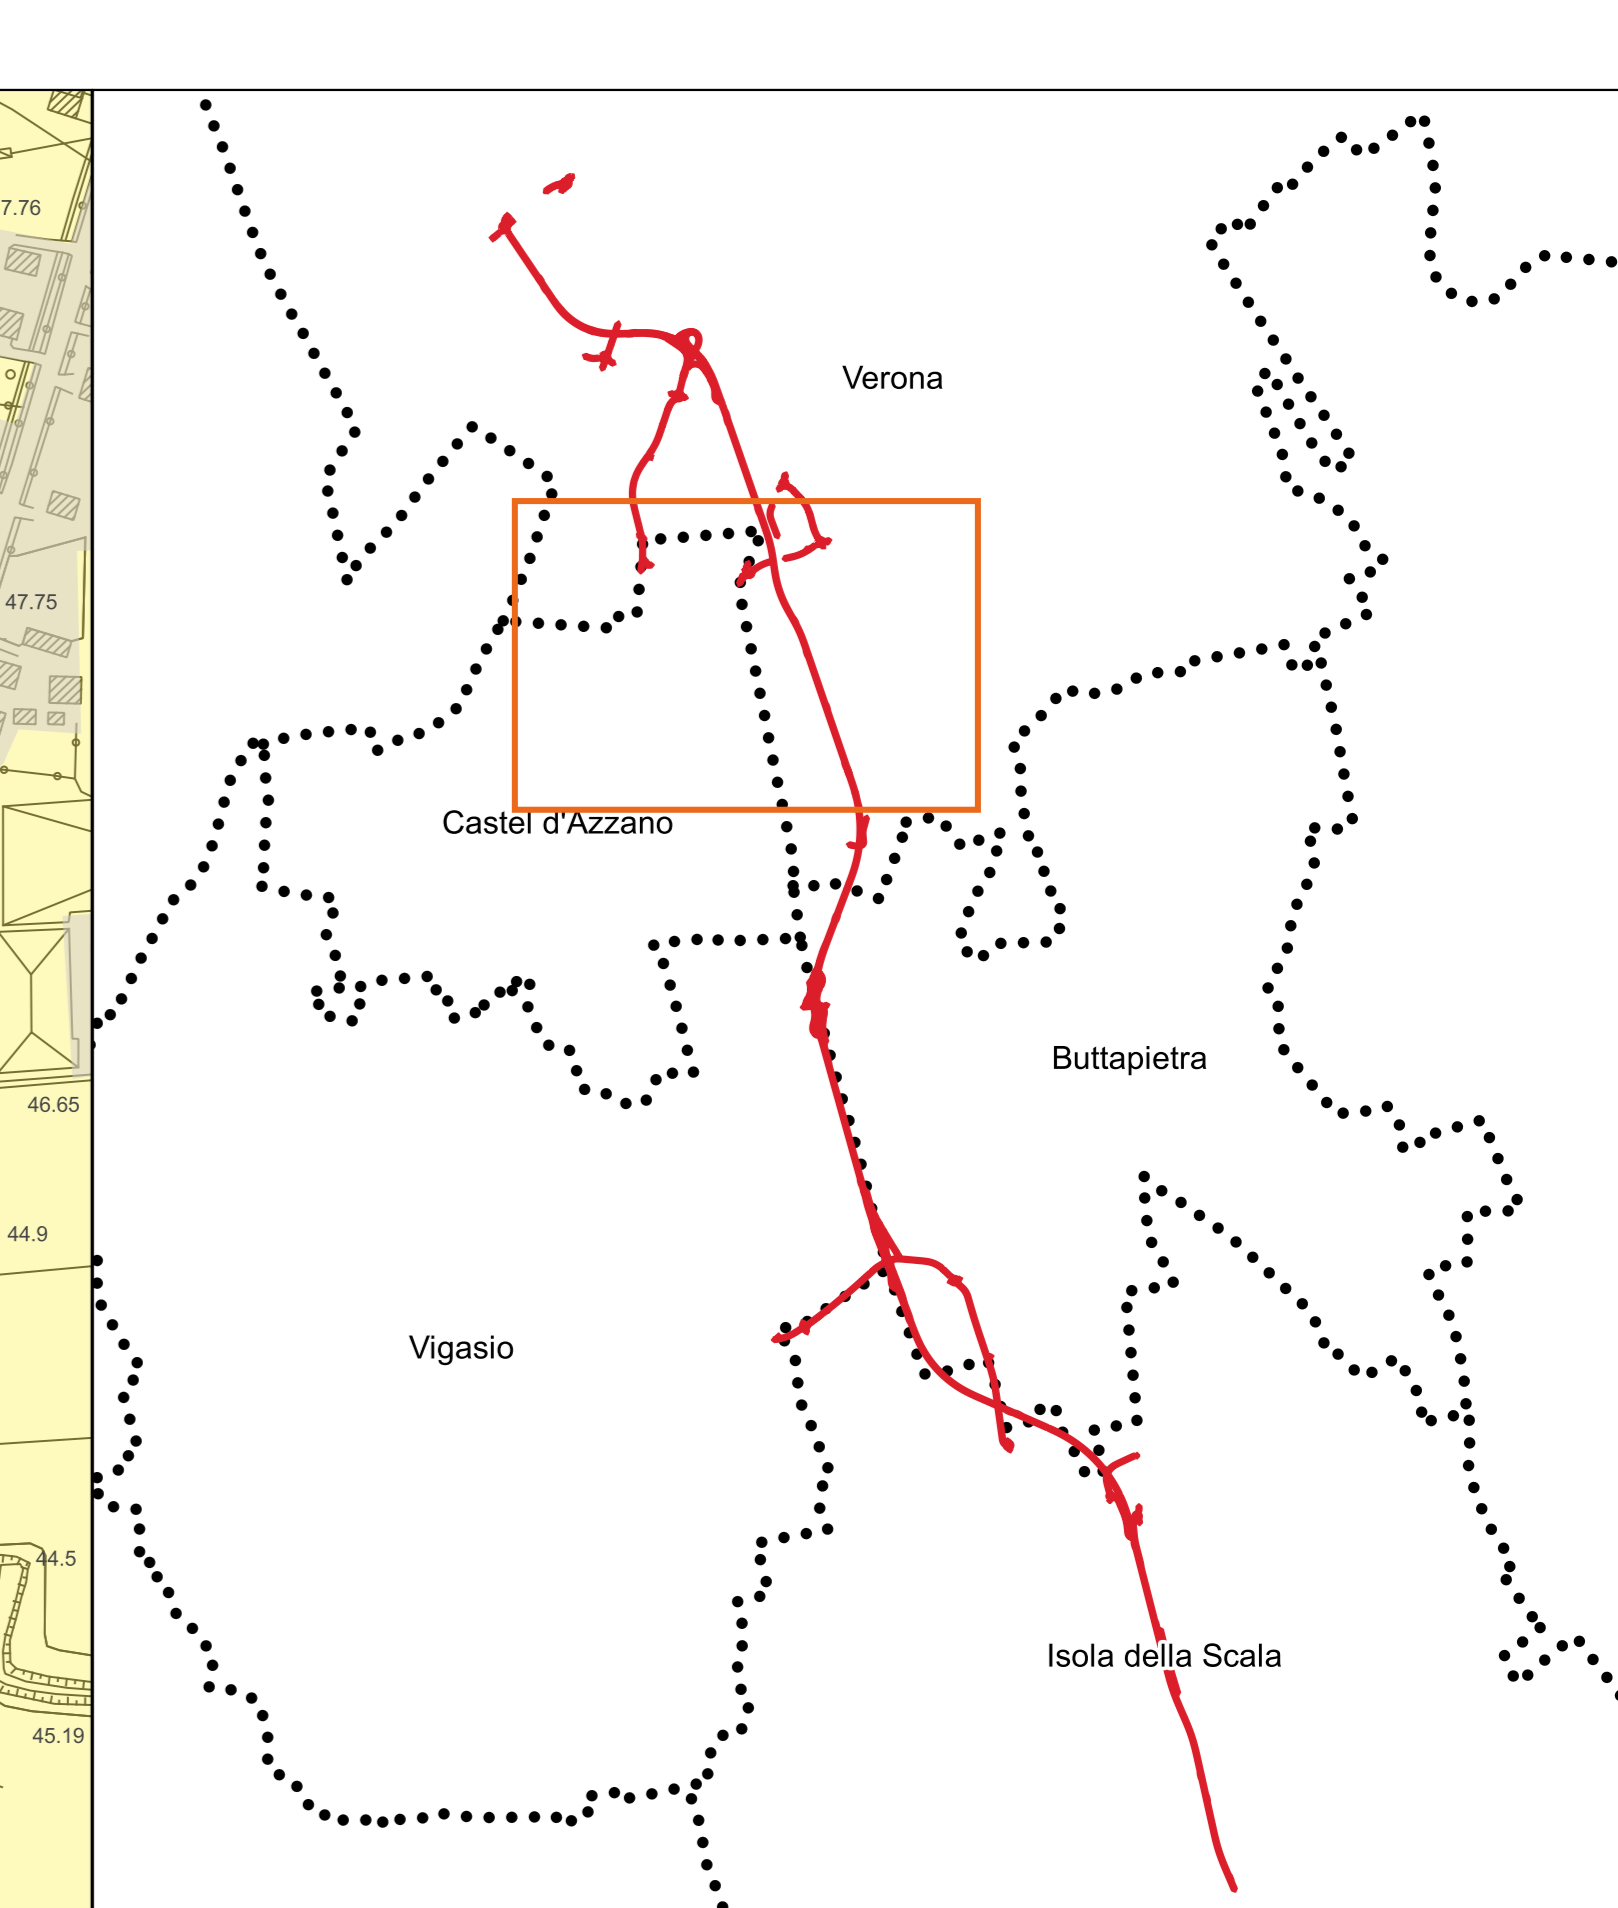 7.76
Verona
47.75
Castel d'Azzano
Buttapietra
46.65
44.9
Vigasio
44.5
Isola della Scala
45.19